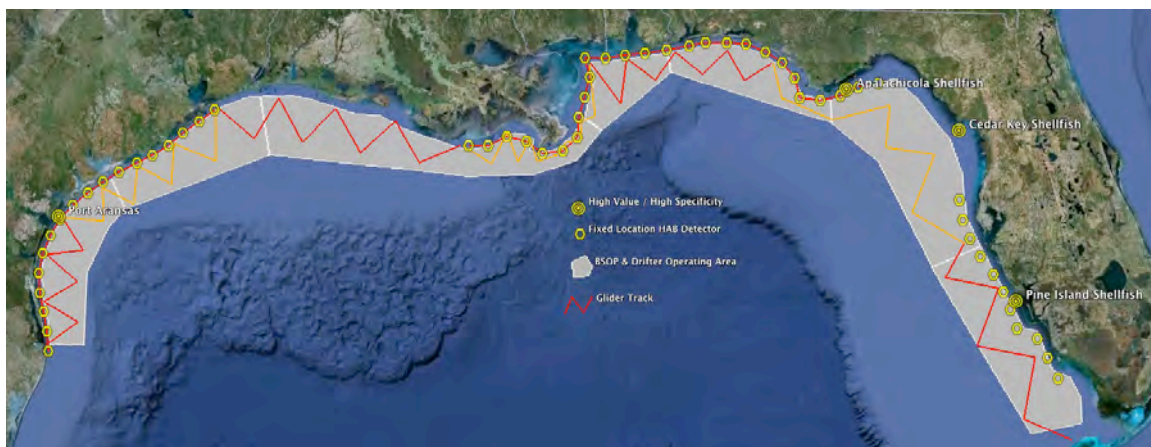 Apalachicola Shellfish
Cedar Key Shellfish
Port Aransas
High Value / High Specificity
Fixed Location HAB Detector
BSOP & Drifter Operating Area
Glider Track
Pine Island Shellfish